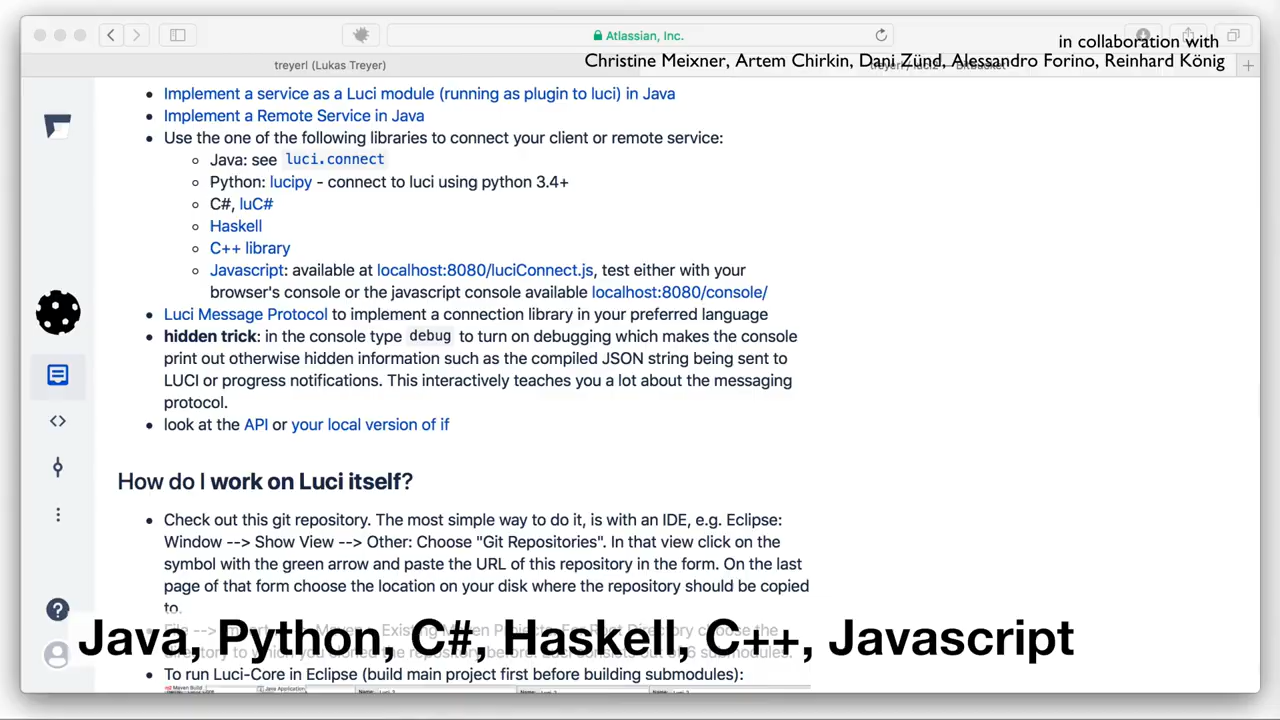 Atlassian, Inc.
in collaboration with
treyerl (Lukas Treyer)
Christine Meixner, Artem Chirkin, Dani Zünd, Alessandro Forino, Reinhard König
Implement a service as a Luci module (running as plugin to luci) in Java
Implement a Remote Service in Java
Use the one of the following libraries to connect your client or remote service:
Java: see luci.connect
Python: lucipy - connect to luci using python 3.4+
C#, luC#
Haskell
C++ library
Javascript: available at localhost:8080/luciConnect.js, test either with your
browser's console or the javascript console available localhost:8080/console/
Luci Message Protocol to implement a connection library in your preferred language
hidden trick: in the console type debug to turn on debugging which makes the console
print out otherwise hidden information such as the compiled JSON string being sent to
LUCI or progress notifications. This interactively teaches you a lot about the messaging
protocol.
look at the API or your local version of if
How do I work on Luci itself?
Check out this git repository. The most simple way to do it, is with an IDE, e.g. Eclipse:
Window --> Show View --> Other: Choose "Git Repositories". In that view click on the
symbol with the green arrow and paste the URL of this repository in the form. On the last
page of that form choose the location on your disk where the repository should be copied
to.
Java, Python, C#, Haskell, C++, Javascript
To run Luci-Core in Eclipse (build main project first before building submodules):